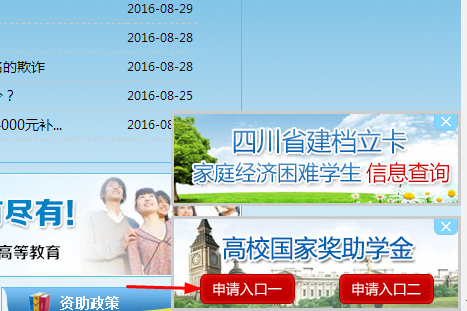 2016-08-29
2016-08-28
的欺诈 2016-08-28
？ 2016-08-25
000元补... 2016-08
四川省建档立卡
家庭经济困难学生 信息查询
尽有!
高等教育
高校国家奖助学金
申请入口一 申请入口二
资助政策